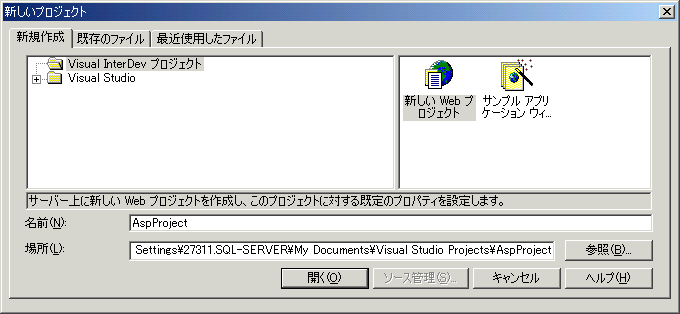 新しいプロジェクト
新規作成 既存のファイル 最近使用したファイル
Visual InterDev プロジェクト
Visual Studio
新しい Web プ
ロジェクト
サンプル アプリ
ケーション ウィ...
サーバー上に新しい Web プロジェクトを作成し、このプロジェクトに対する既定のプロパティを設定します。
名前(N): AspProject
場所(L): Settings¥27311.SQL-SERVER¥My Documents¥Visual Studio Projects¥AspProject 参照(B)...
開く(O) ソース管理(S)... キャンセル ヘルプ(H)